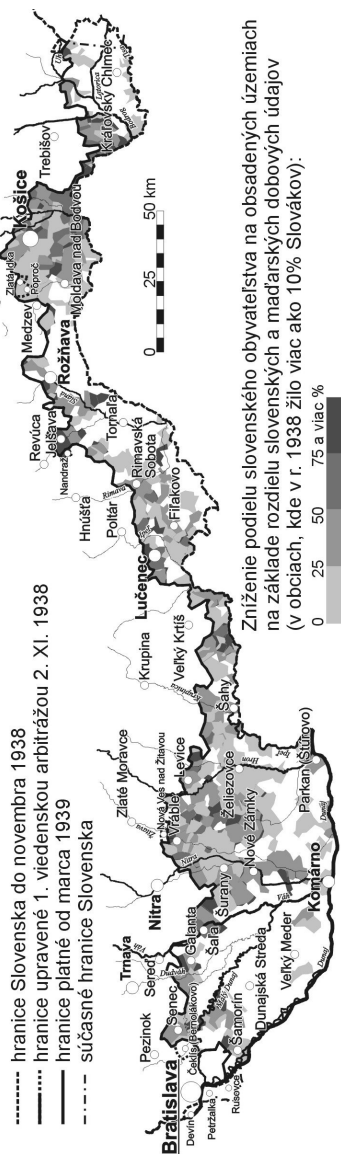 hranice Slovenska do novembra 1938
hranice upravené 1. viedenskou arbitrážou 2. XI. 1938
hranice platné od marca 1939
súčasné hranice Slovenska
Zníženie podielu slovenského obyvateľstva na obsadených územiach
na základe rozdielu slovenských a maďarských dobových údajov
(v obciach, kde v r. 1938 žilo viac ako 10% Slovákov):
0 25 50 75 a viac %
0 25 50 km
Bratislava
Devín
Petržalka
Rusovce
Pezinok
Senec
Čeklís (Bernolákovo)
Šamorín
Dunajská Streda
Veľký Meder
Malý Dunaj
Dunaj
Trnava
Sereď
Váh
Dudváh
Galanta
Šaľa
Nitra
Šurany
Nové Zámky
Komárno
Váh
Nitra
Žitava
Zlaté Moravce
Nová Ves nad Žitavou
Vráble
Levice
Želiezovce
Hron
Parkan (Štúrovo)
Dunaj
Ipeľ
Šahy
Krupinica
Krupina
Veľký Krtíš
Lučenec
Fiľakovo
Ipeľ
Poltár
Hnúšťa
Rimava
Rimavská
Sobota
Tornaľa
Revúca
Jelšava
Nandraž
Slaná
Rožňava
Medzev
Zlatá Idka
Poproč
Košice
Moldava nad Bodvou
Trebišov
Kráľovský Chlmec
Latorica
Bodrog
Uh
Tisa